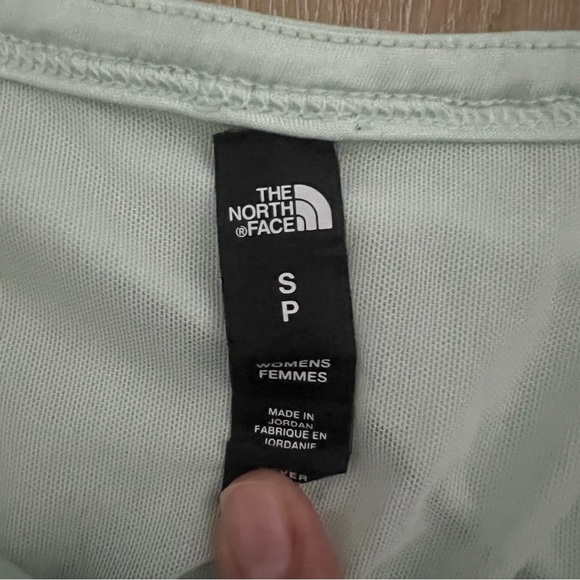 THE
NORTH
®FACE
S
P
WOMENS
FEMMES
MADE IN
JORDAN
FABRIQUE EN
JORDANIE